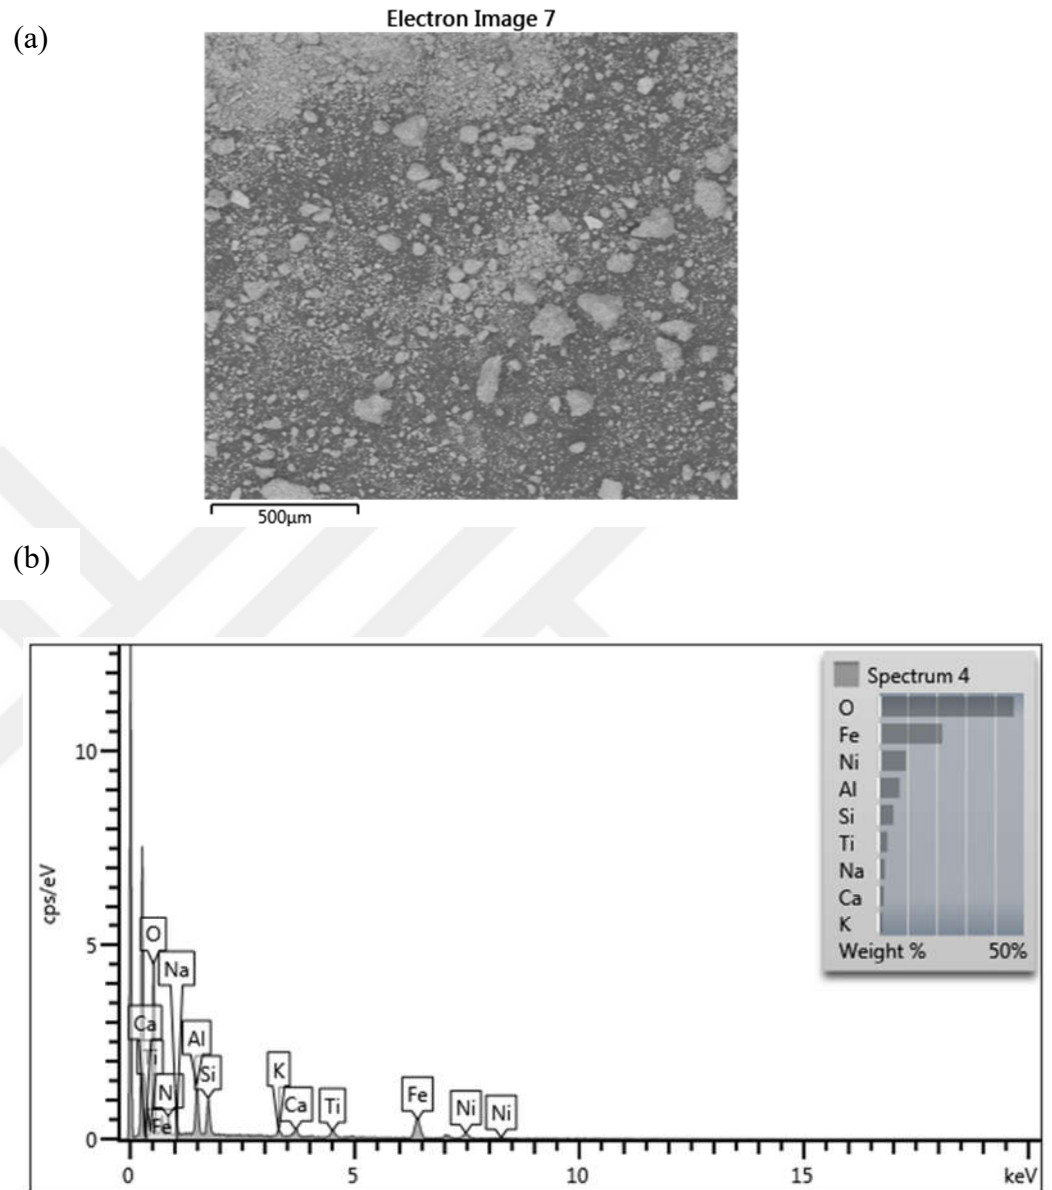 (a)
Electron Image 7
500µm
(b)
cps/eV
10
5
0
O
Na
Ca
Ti
Al
Si
N
Fe
K
Ca
Ti
Fe
Ni
Ni
0
5
10
15
keV
Spectrum 4
O
Fe
Ni
Al
Si
Ti
Na
Ca
K
Weight %
50%